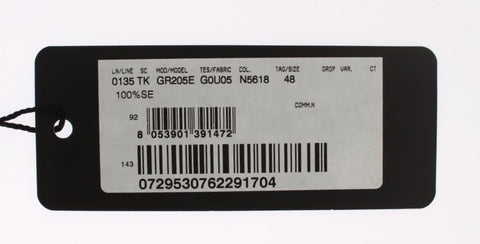 LN/LINE SC MOD/MODEL TES/FABRIC COL. TAG/SIZE DROP VAR. CT
0135 TK GR205E G0U05 N5618 48
100%SE
COMM.N
92
8 053901 391472
143
0729530762291704